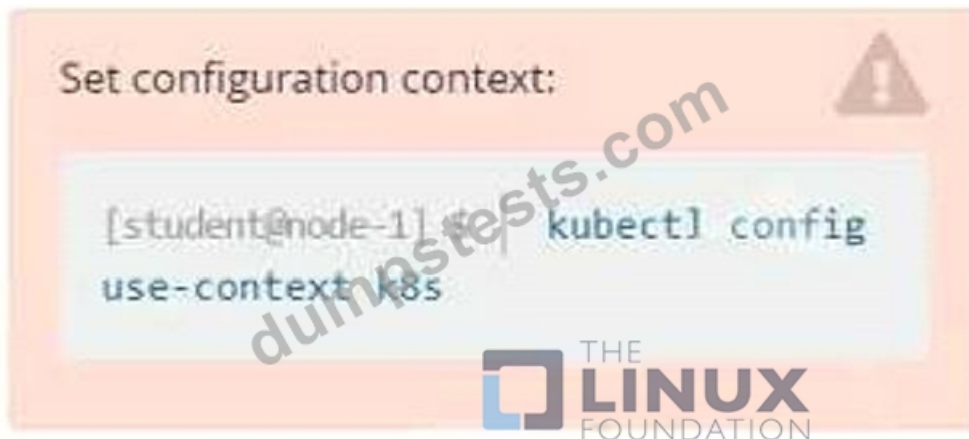 Set configuration context:
[student@node-1] $ | kubectl config
use-context k8s
dumpstests.com
THE
LINUX
FOUNDATION